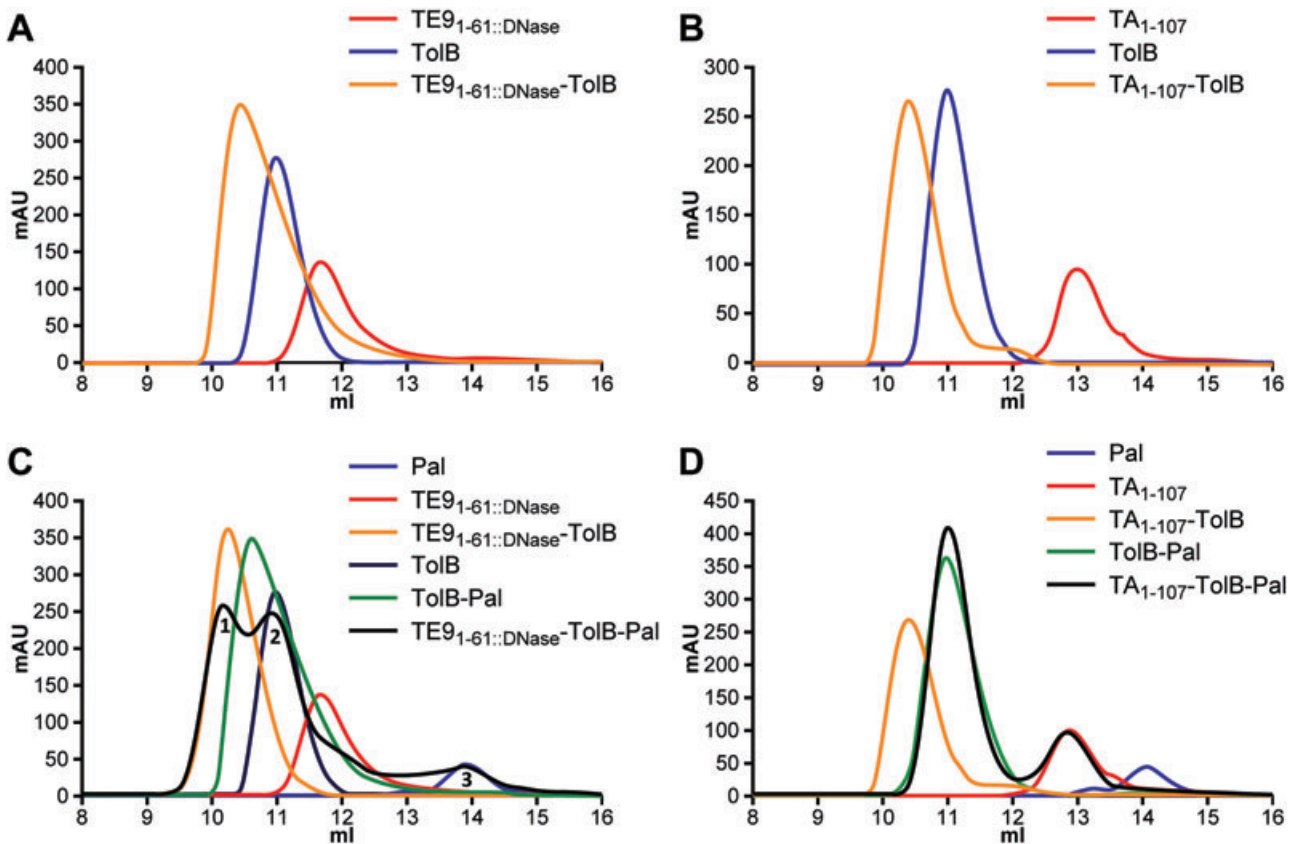 A
TE9₁₋₆₁::DNase
TolB
TE9₁₋₆₁::DNase-TolB
mAU
400
350
300
250
200
150
100
50
0
8 9 10 11 12 13 14 15 16
ml
B
TA₁₋₁₀₇
TolB
TA₁₋₁₀₇-TolB
mAU
300
250
200
150
100
50
0
8 9 10 11 12 13 14 15 16
ml
C
Pal
TE9₁₋₆₁::DNase
TE9₁₋₆₁::DNase-TolB
TolB
TolB-Pal
TE9₁₋₆₁::DNase-TolB-Pal
mAU
400
350
300
250
200
150
100
50
0
1
2
3
8 9 10 11 12 13 14 15 16
ml
D
Pal
TA₁₋₁₀₇
TA₁₋₁₀₇-TolB
TolB-Pal
TA₁₋₁₀₇-TolB-Pal
mAU
450
400
350
300
250
200
150
100
50
0
8 9 10 11 12 13 14 15 16
ml